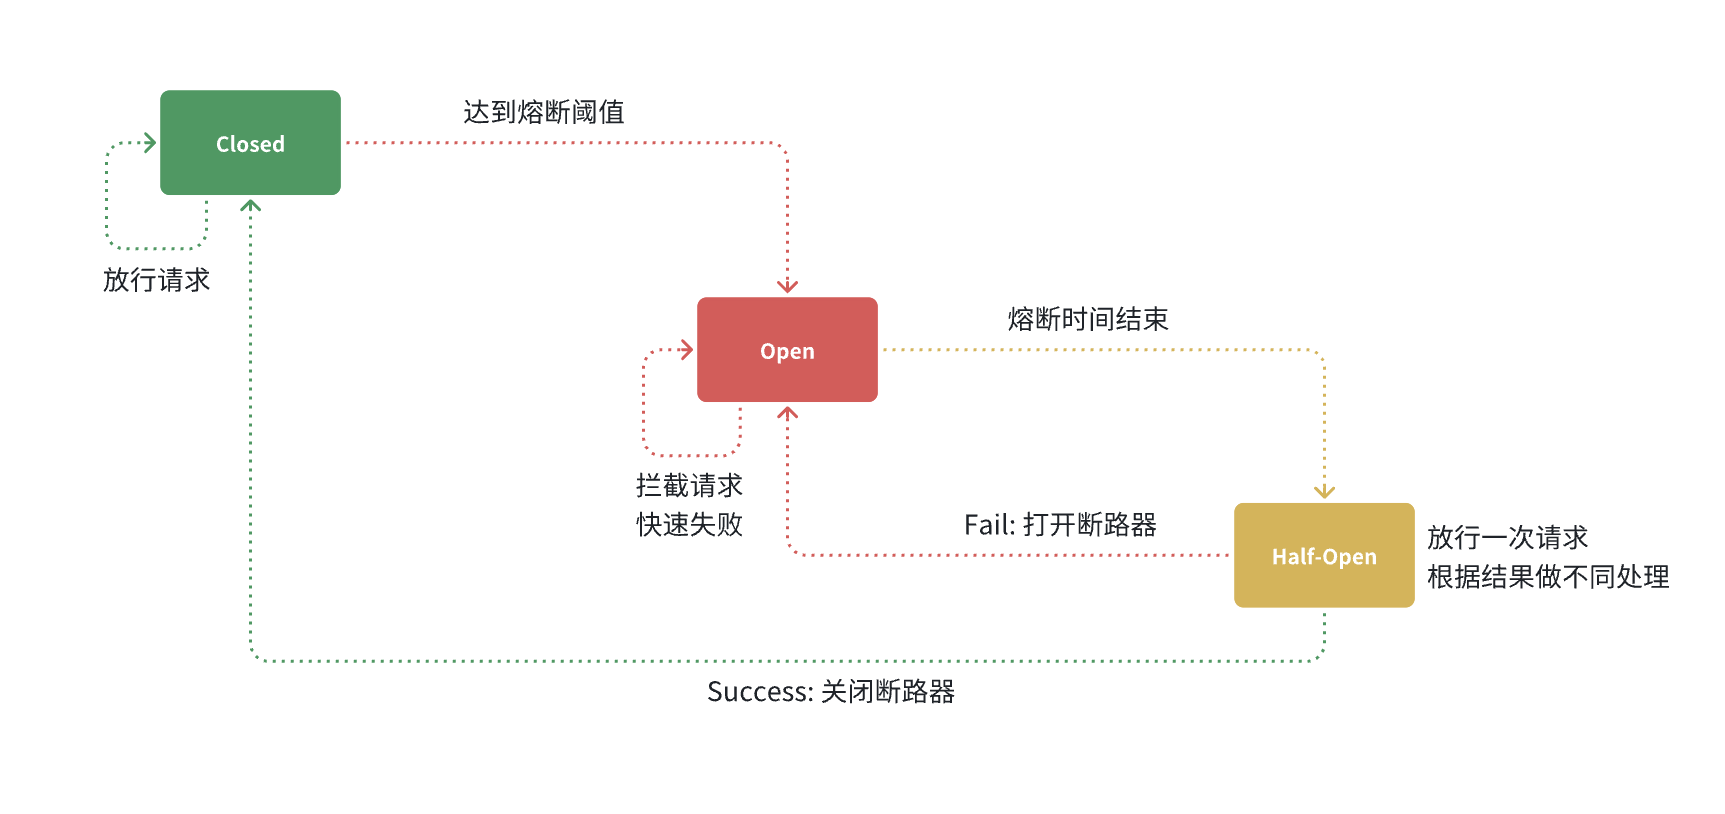 达到熔断阈值
Closed
放行请求
熔断时间结束
Open
拦截请求
快速失败
Fail: 打开断路器
Half-Open
放行一次请求
根据结果做不同处理
Success: 关闭断路器